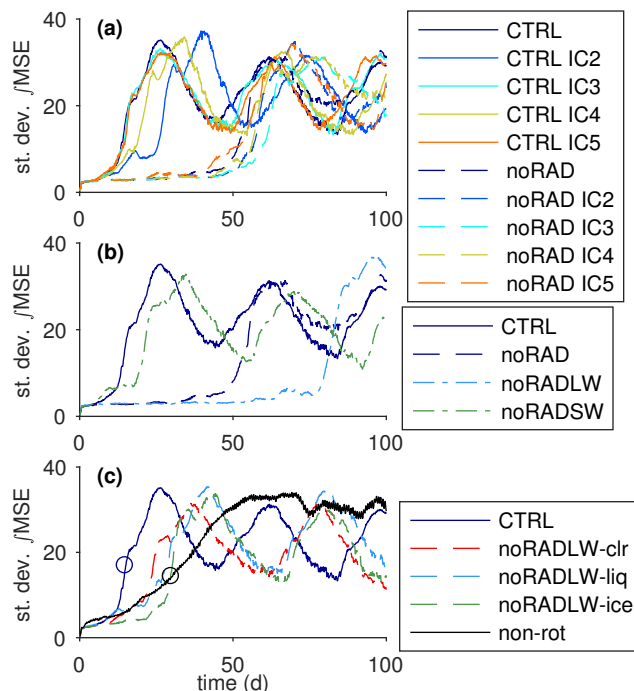 (a)
st. dev. ∫MSE
40
20
0
0
50
100
CTRL
CTRL IC2
CTRL IC3
CTRL IC4
CTRL IC5
noRAD
noRAD IC2
noRAD IC3
noRAD IC4
noRAD IC5
(b)
st. dev. ∫MSE
40
20
0
0
50
100
CTRL
noRAD
noRADLW
noRADSW
(c)
st. dev. ∫MSE
40
20
0
0
50
100
time (d)
CTRL
noRADLW-clr
noRADLW-liq
noRADLW-ice
non-rot